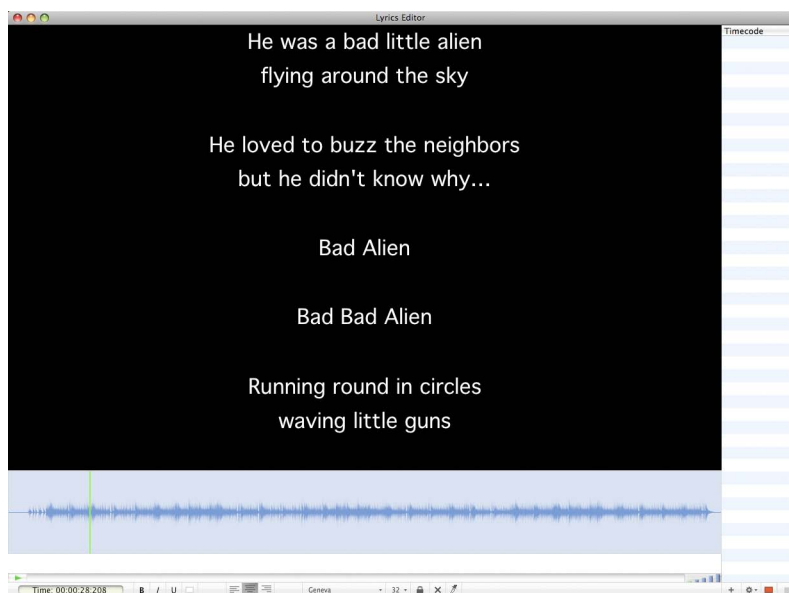 Lyrics Editor
Timecode
He was a bad little alien
flying around the sky
He loved to buzz the neighbors
but he didn't know why...
Bad Alien
Bad Bad Alien
Running round in circles
waving little guns
Time: 00:00:28:208
B I U
Geneva
32